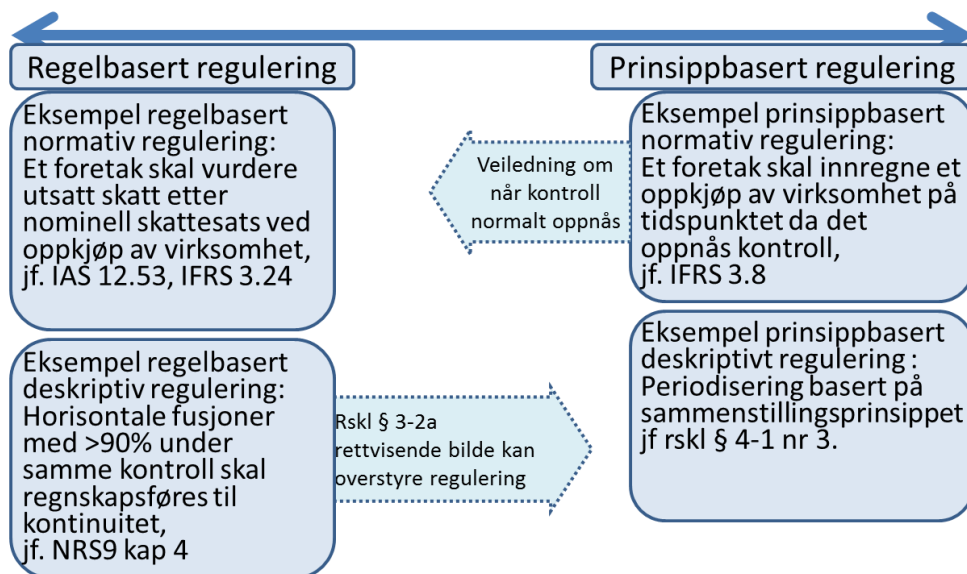 Regelbasert regulering
Prinsippbasert regulering
Eksempel regelbasert
normativ regulering:
Et foretak skal vurdere
utsatt skatt etter
nominell skattesats ved
oppkjøp av virksomhet,
jf. IAS 12.53, IFRS 3.24
Veiledning om
når kontroll
normalt oppnås
Eksempel prinsippbasert
normativ regulering:
Et foretak skal innregne et
oppkjøp av virksomhet på
tidspunktet da det
oppnås kontroll,
jf. IFRS 3.8
Eksempel regelbasert
deskriptiv regulering:
Horisontale fusjoner
med >90% under
samme kontroll skal
regnskapsføres til
kontinuitet,
jf. NRS9 kap 4
Rskl § 3-2a
rettvisende bilde kan
overstyre regulering
Eksempel prinsippbasert
deskriptivt regulering :
Periodisering basert på
sammenstillingsprinsippet
jf rskl § 4-1 nr 3.